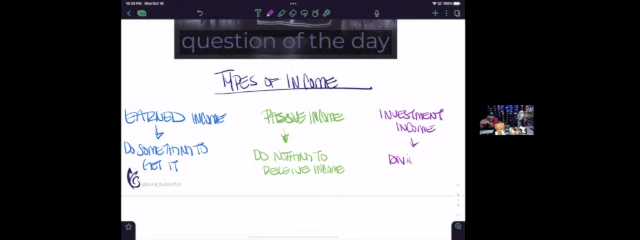 question of the day
TYPES OF INCOME
EARNED INCOME
DO SOMETHING TO
GET IT
PASSIVE INCOME
DO NOTHING TO
RECEIVE INCOME
INVESTMENT
INCOME
DIVI